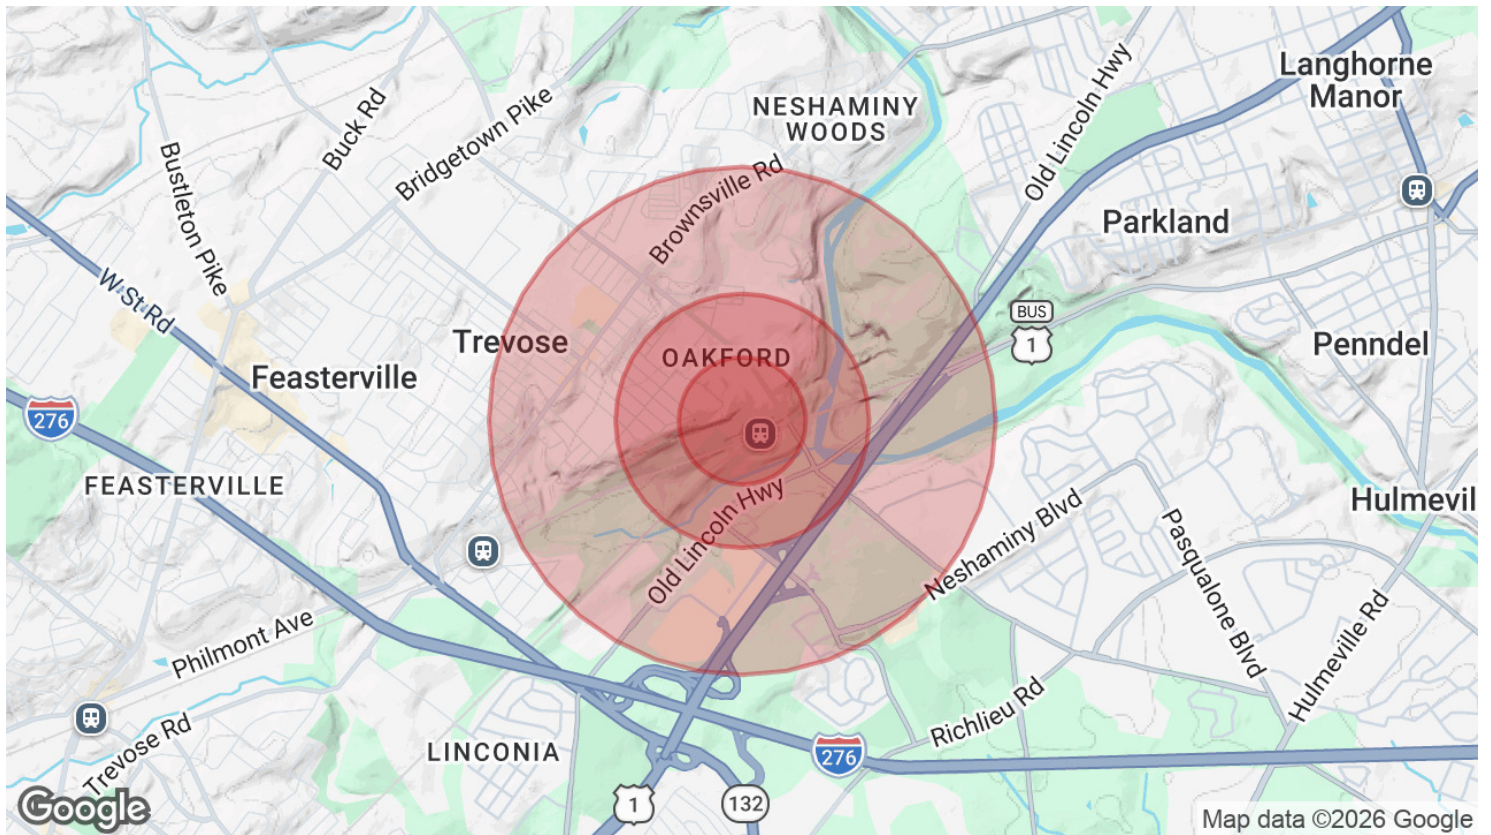 Langhorne
Manor
NESHAMINY
WOODS
Old Lincoln Hwy
Buck Rd
Bridgetown Pike
Bustleton Pike
Brownsville Rd
Parkland
W St Rd
BUS
1
Trevose
OAKFORD
Penndel
Feasterville
276
FEASTERVILLE
Old Lincoln Hwy
Neshaminy Blvd
Hulmevil
Pasqualone Blvd
Philmont Ave
Hulmeville Rd
Richlieu Rd
Trevose Rd
LINCONIA
276
1
132
Google
Map data ©2026 Google